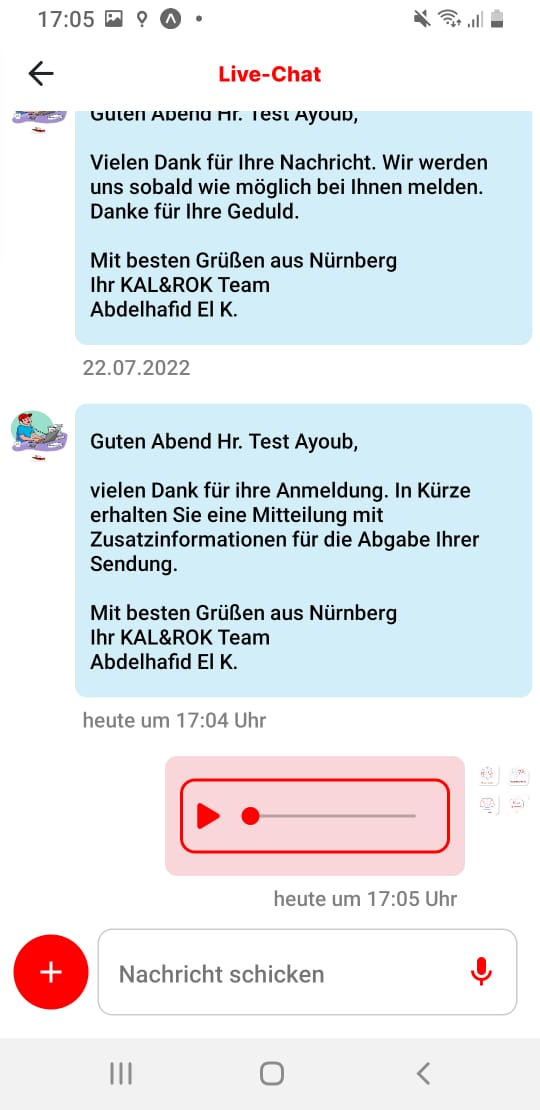 17:05
Live-Chat
Guten Abend Hr. Test Ayoub,
Vielen Dank für Ihre Nachricht. Wir werden
uns sobald wie möglich bei Ihnen melden.
Danke für Ihre Geduld.
Mit besten Grüßen aus Nürnberg
Ihr KAL&ROK Team
Abdelhafid El K.
22.07.2022
Guten Abend Hr. Test Ayoub,
vielen Dank für ihre Anmeldung. In Kürze
erhalten Sie eine Mitteilung mit
Zusatzinformationen für die Abgabe Ihrer
Sendung.
Mit besten Grüßen aus Nürnberg
Ihr KAL&ROK Team
Abdelhafid El K.
heute um 17:04 Uhr
heute um 17:05 Uhr
Nachricht schicken